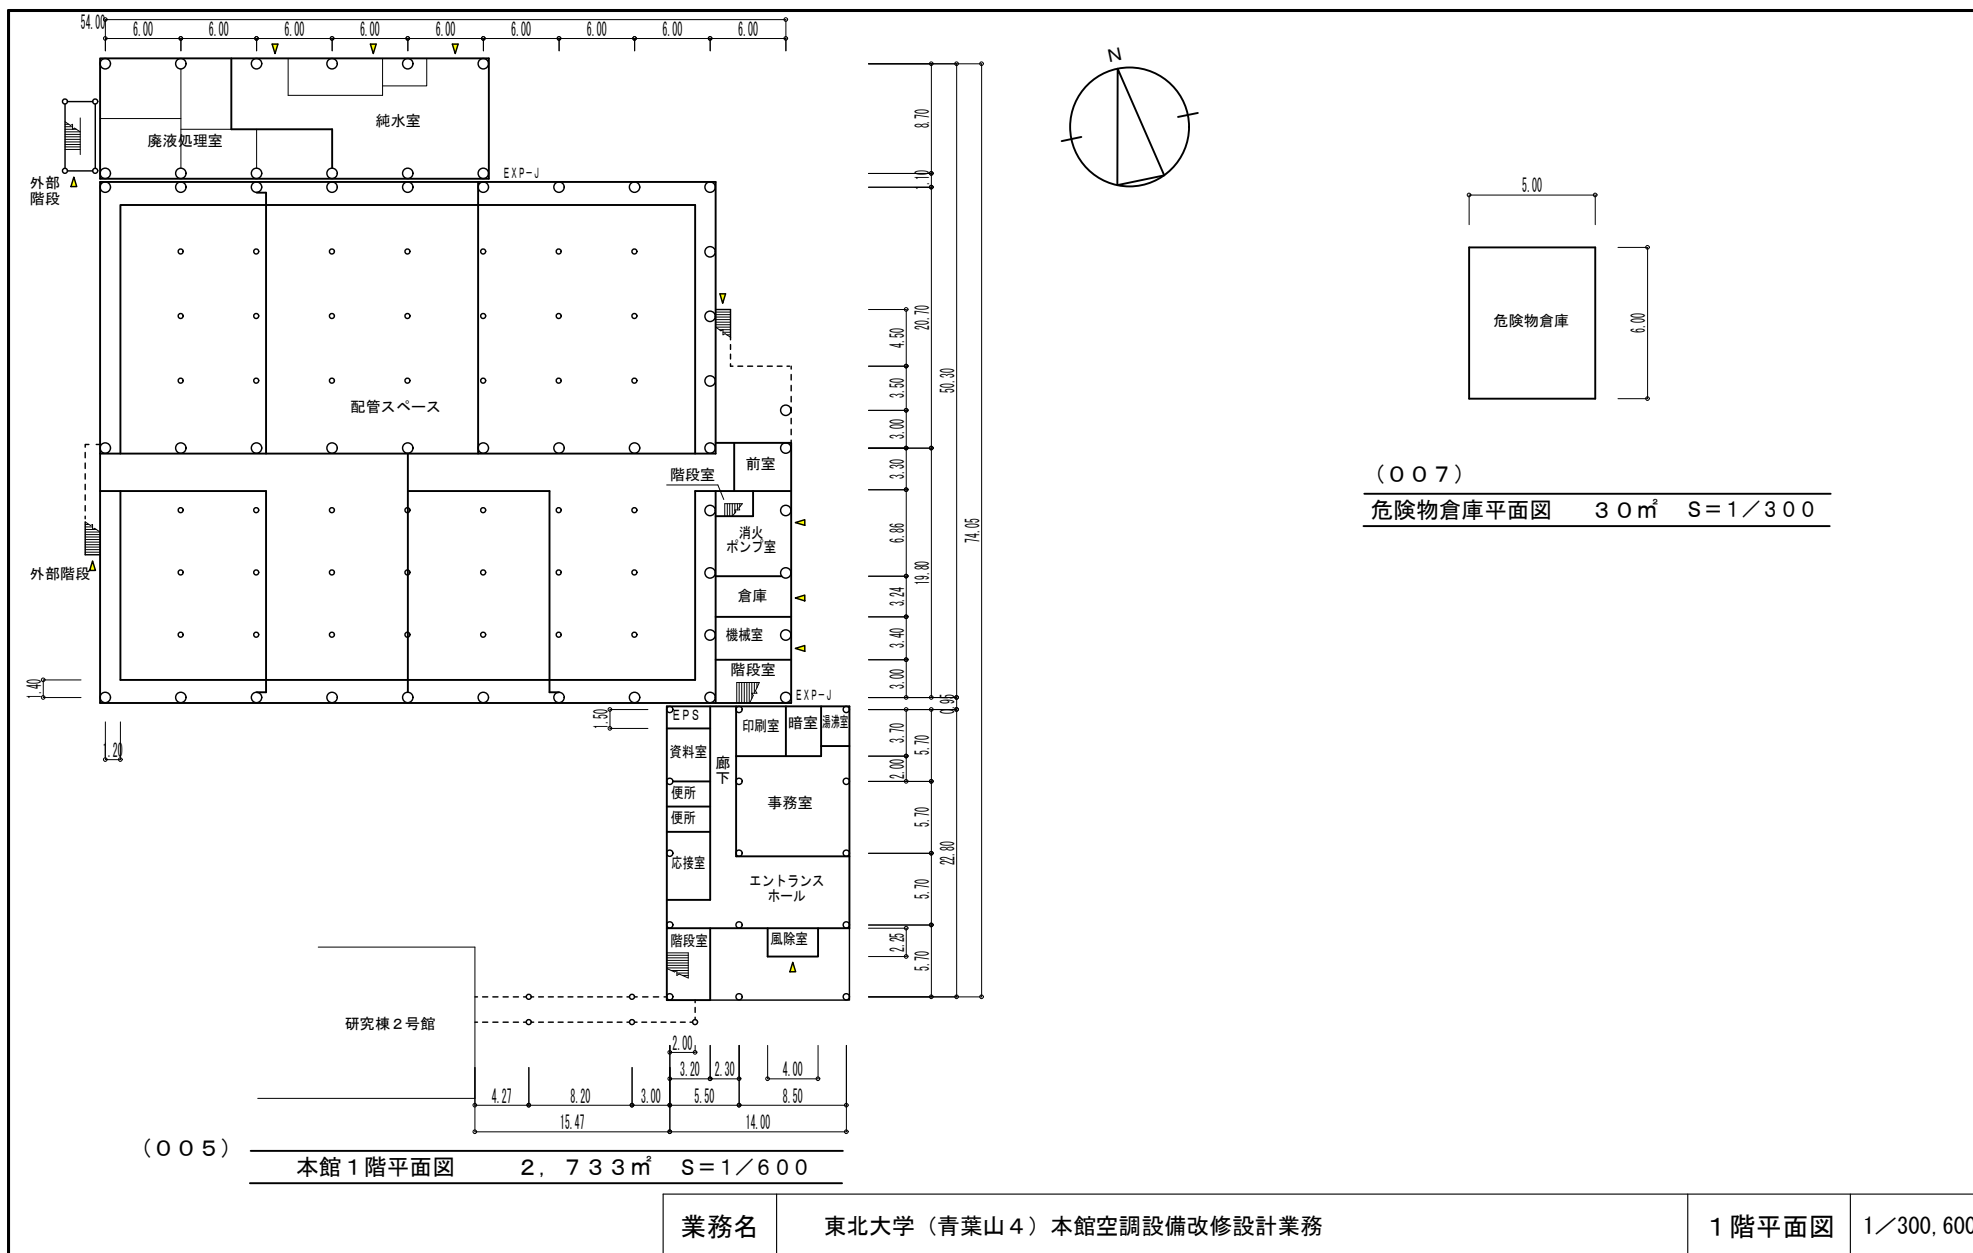 54.00
6.00 6.00 6.00 6.00 6.00 6.00 6.00 6.00 6.00
N
純水室
廃液処理室
外部
階段
EXP-J
8.70
1.10
5.00
6.00
危険物倉庫
20.70
4.50
3.50
3.00
50.30
配管スペース
前室
階段室
3.30
消火
ポンプ室
6.86
74.05
19.80
倉庫
3.24
機械室
3.40
階段室
3.00
外部階段
1.40
1.20
EXP-J
0.95
(007)
危険物倉庫平面図 30㎡ S=1/300
1.50
EPS
印刷室
暗室
湯沸室
資料室
廊
下
3.70
5.70
2.00
便所
便所
事務室
5.70
応接室
22.80
エントランス
ホール
5.70
階段室
風除室
2.25
5.70
研究棟2号館
2.00
3.20 2.30 4.00
4.27 8.20 3.00 5.50 8.50
15.47 14.00
(005)
本館1階平面図 2,733㎡ S=1/600
業務名 東北大学(青葉山4)本館空調設備改修設計業務 1階平面図 1/300,600